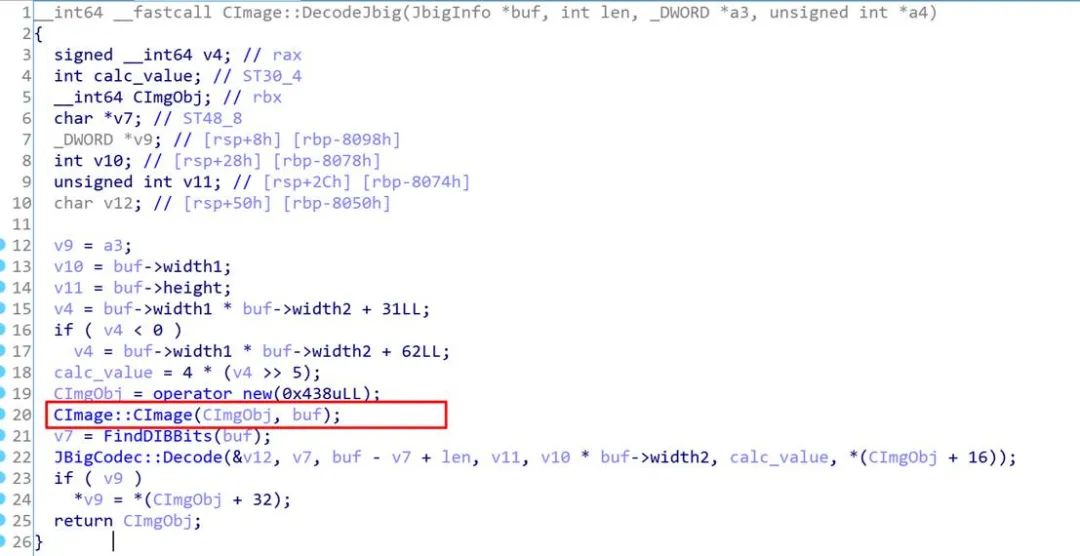 1 __int64 __fastcall CImage::DecodeJbig(JbigInfo *buf, int len, _DWORD *a3, unsigned int *a4)
2 {
3 signed __int64 v4; // rax
4 int calc_value; // ST30_4
5 __int64 CImgObj; // rbx
6 char *v7; // ST48_8
7 _DWORD *v9; // [rsp+8h] [rbp-8098h]
8 int v10; // [rsp+28h] [rbp-8078h]
9 unsigned int v11; // [rsp+2Ch] [rbp-8074h]
10 char v12; // [rsp+50h] [rbp-8050h]
11
12 v9 = a3;
13 v10 = buf->width1;
14 v11 = buf->height;
15 v4 = buf->width1 * buf->width2 + 31LL;
16 if ( v4 < 0 )
17 v4 = buf->width1 * buf->width2 + 62LL;
18 calc_value = 4 * (v4 >> 5);
19 CImgObj = operator new(0x438uLL);
20 CImage::CImage(CImgObj, buf);
21 v7 = FindDIBBits(buf);
22 JBigCodec::Decode(&v12, v7, buf - v7 + len, v11, v10 * buf->width2, calc_value, *(CImgObj + 16));
23 if ( v9 )
24 *v9 = *(CImgObj + 32);
25 return CImgObj;
26 }